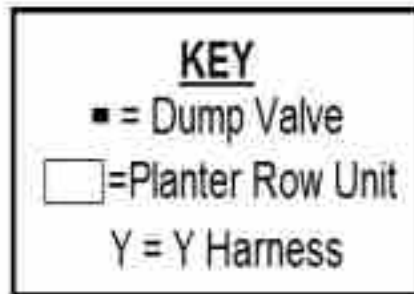 KEY
▪ = Dump Valve
=Planter Row Unit
Y = Y Harness